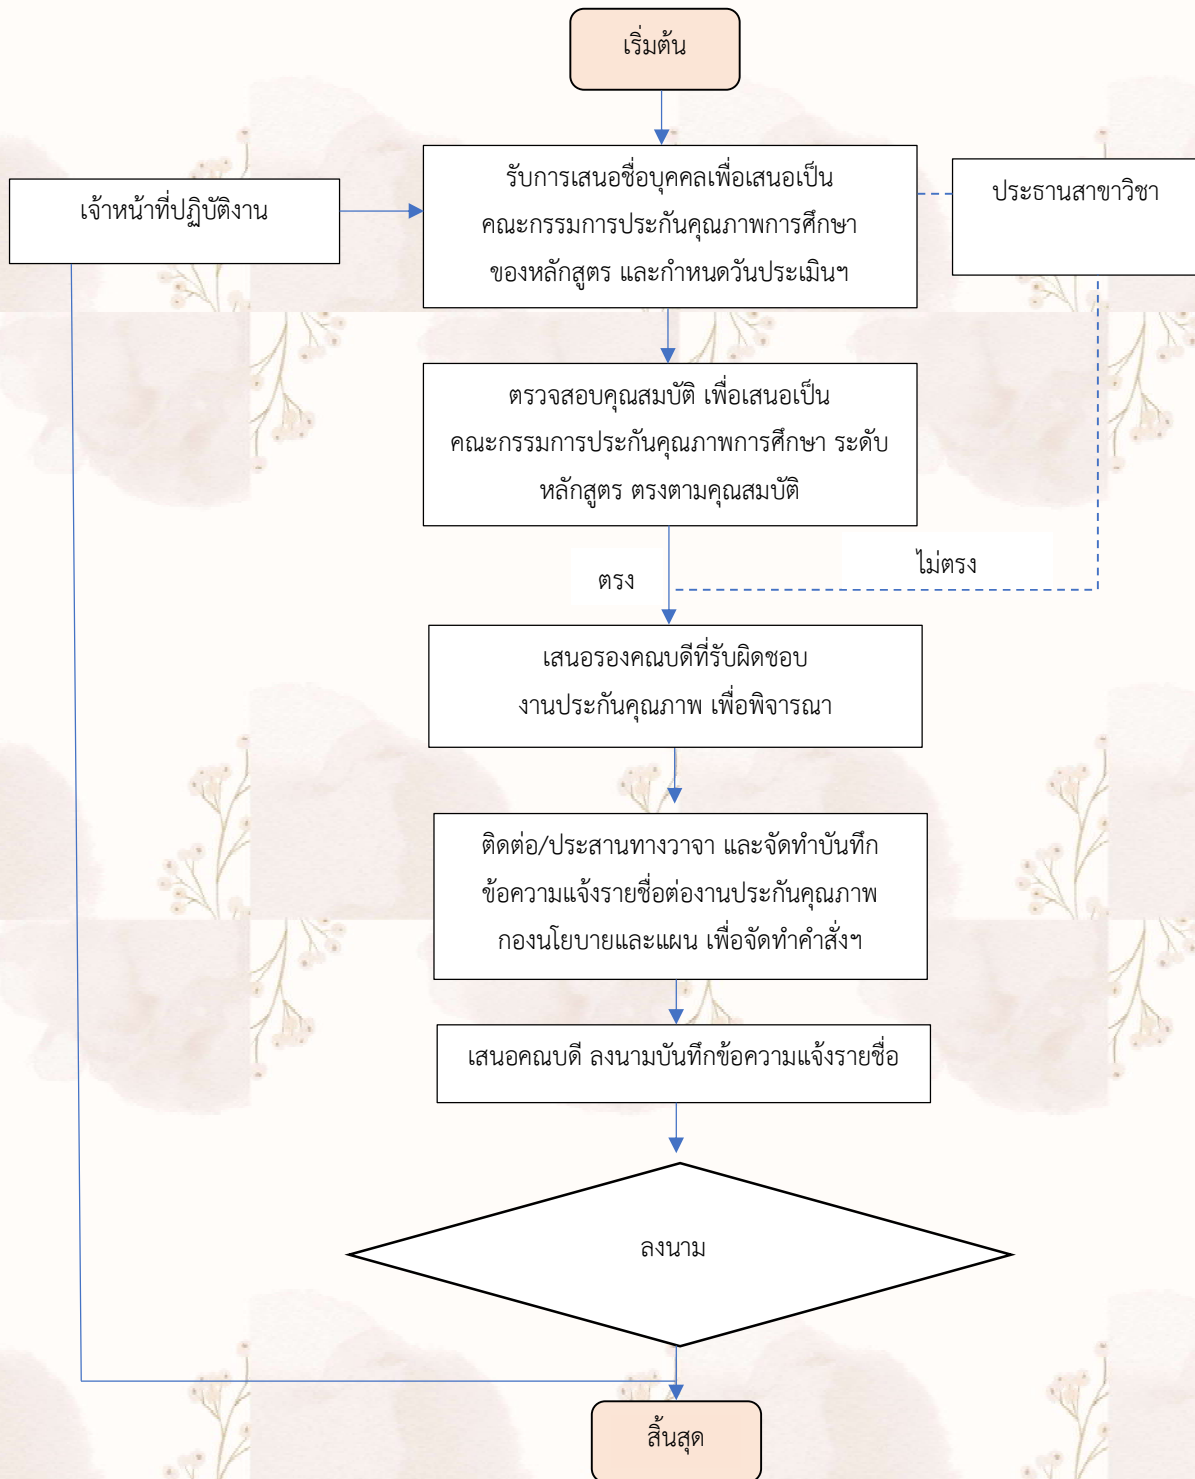 เริ่มต้น
เจ้าหน้าที่ปฏิบัติงาน
รับการเสนอชื่อบุคคลเพื่อเสนอเป็น
คณะกรรมการประกันคุณภาพการศึกษา
ของหลักสูตร และกำหนดวันประเมินฯ
ประธานสาขาวิชา
ตรวจสอบคุณสมบัติ เพื่อเสนอเป็น
คณะกรรมการประกันคุณภาพการศึกษา ระดับ
หลักสูตร ตรงตามคุณสมบัติ
ตรง
ไม่ตรง
เสนอรองคณบดีที่รับผิดชอบ
งานประกันคุณภาพ เพื่อพิจารณา
ติดต่อ/ประสานทางวาจา และจัดทำบันทึก
ข้อความแจ้งรายชื่อต่องานประกันคุณภาพ
กองนโยบายและแผน เพื่อจัดทำคำสั่งฯ
เสนอคณบดี ลงนามบันทึกข้อความแจ้งรายชื่อ
ลงนาม
สิ้นสุด